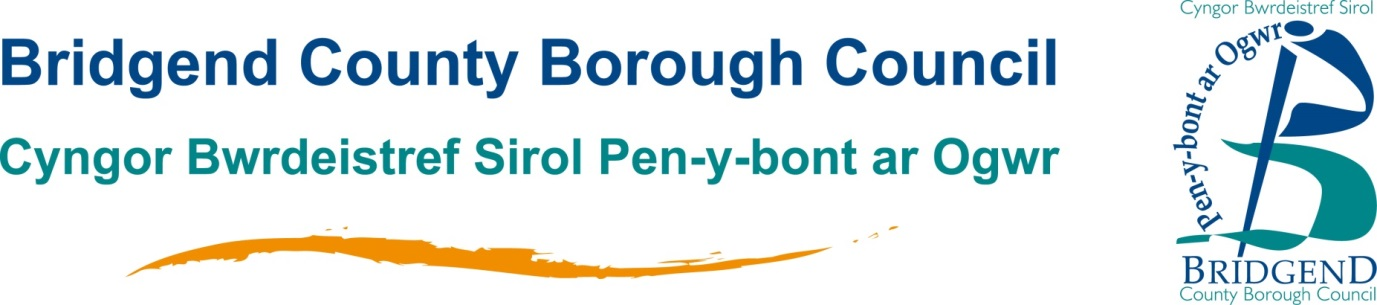 Bridgend County Borough Council
Cyngor Bwrdeistref Sirol Pen-y-bont ar Ogwr
Cyngor Bwrdeistref Sirol
Pen-y-bont ar Ogwr
BRIDGEND
County Borough Council